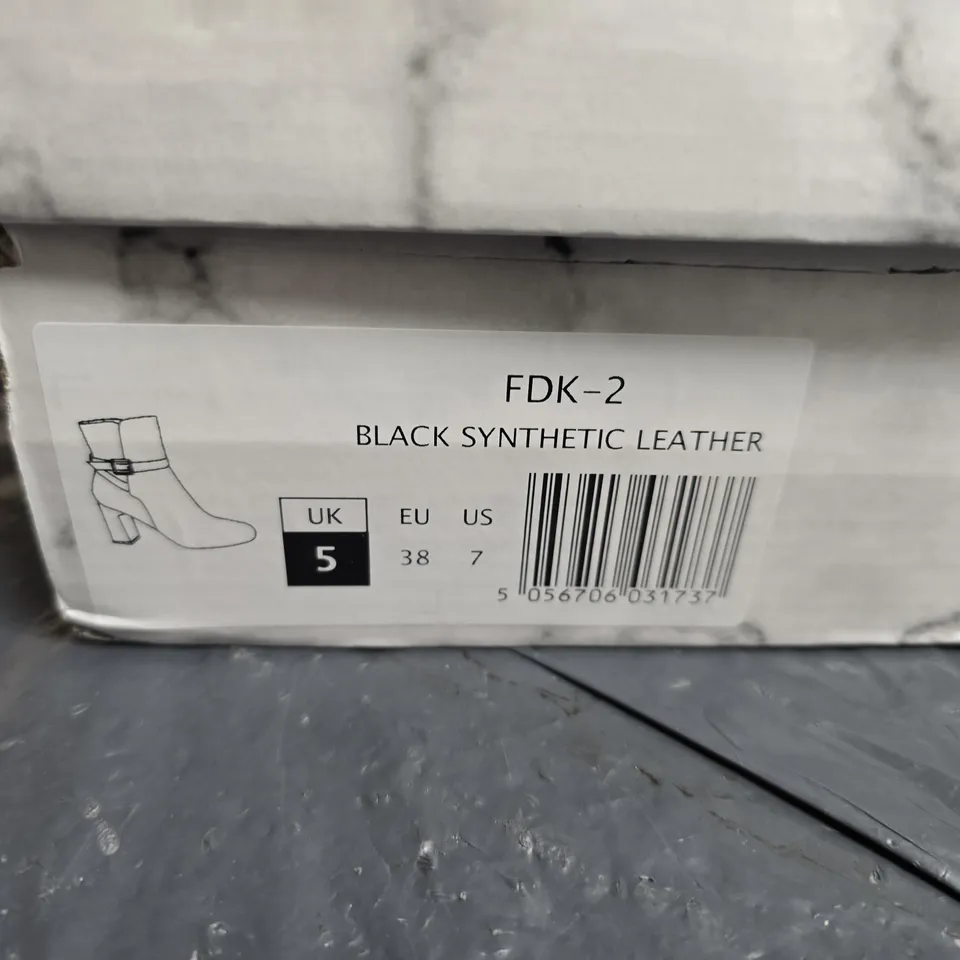 FDK-2
BLACK SYNTHETIC LEATHER
UK EU US
5 38 7
5 056706 031737